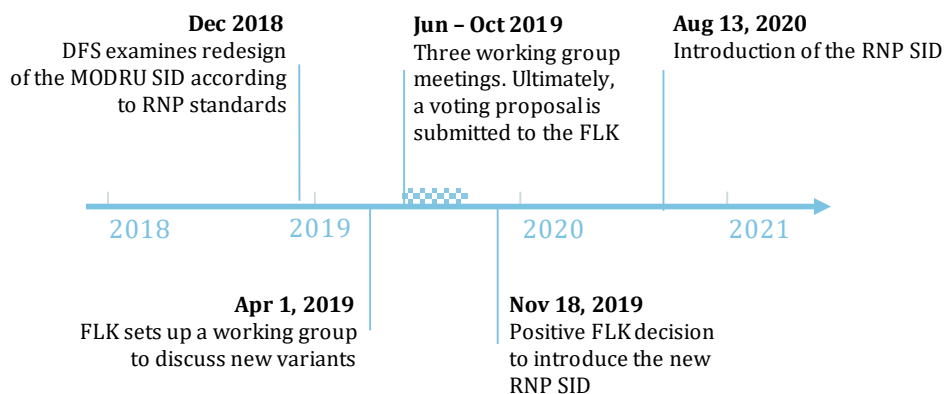 Dec 2018
DFS examines redesign
of the MODRU SID according
to RNP standards
Jun – Oct 2019
Three working group
meetings. Ultimately,
a voting proposal is
submitted to the FLK
Aug 13, 2020
Introduction of the RNP SID
2018
2019
2020
2021
Apr 1, 2019
FLK sets up a working group
to discuss new variants
Nov 18, 2019
Positive FLK decision
to introduce the new
RNP SID